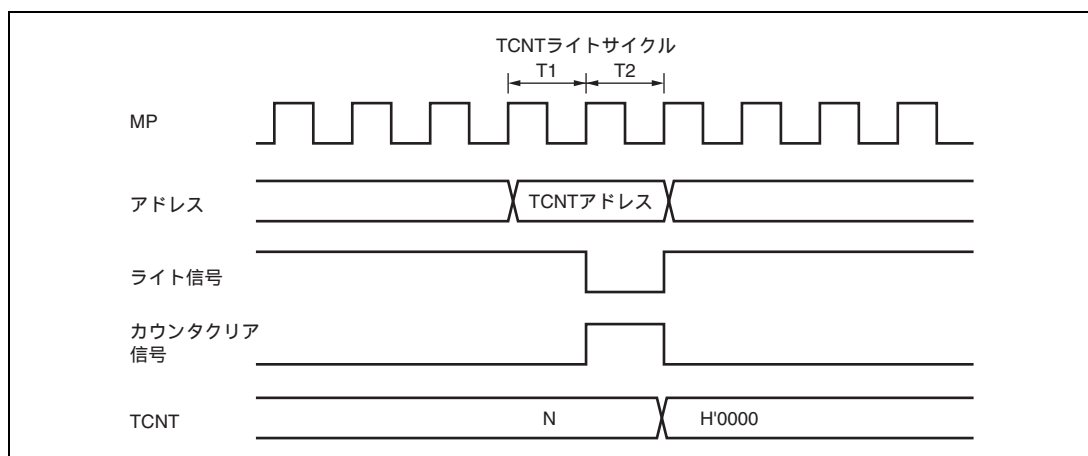 TCNTライトサイクル
T1 T2
MP
アドレス
TCNTアドレス
ライト信号
カウンタクリア
信号
TCNT
N
H'0000